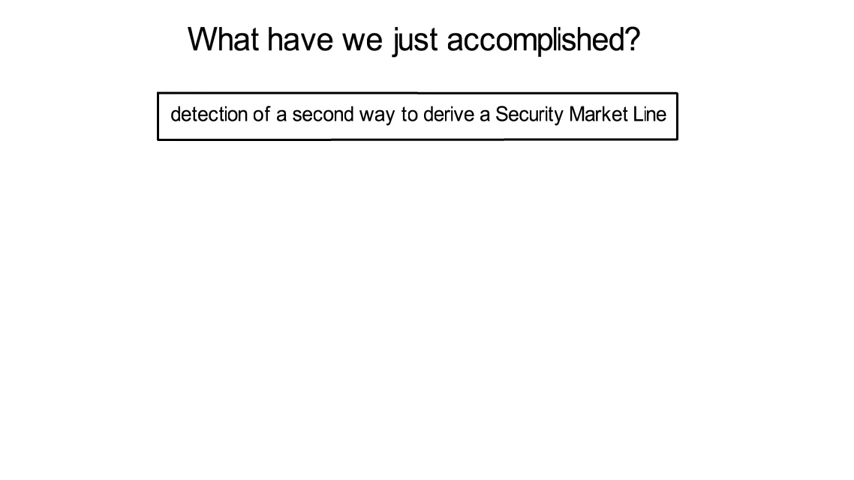 What have we just accomplished?
detection of a second way to derive a Security Market Line